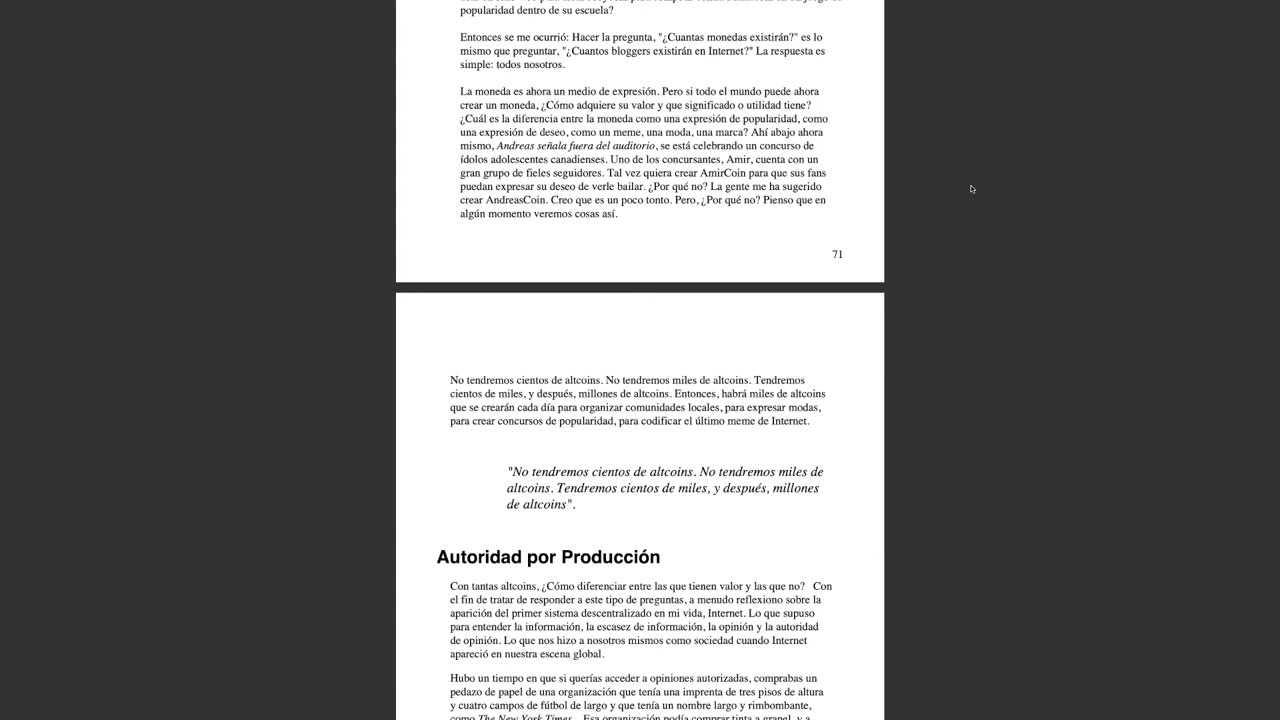 popularidad dentro de su escuela?
Entonces se me ocurrió: Hacer la pregunta, "¿Cuantas monedas existirán?" es lo
mismo que preguntar, "¿Cuantos bloggers existirán en Internet?" La respuesta es
simple: todos nosotros.
La moneda es ahora un medio de expresión. Pero si todo el mundo puede ahora
crear un moneda, ¿Cómo adquiere su valor y que significado o utilidad tiene?
¿Cuál es la diferencia entre la moneda como una expresión de popularidad, como
una expresión de deseo, como un meme, una moda, una marca? Ahí abajo ahora
mismo, Andreas señala fuera del auditorio, se está celebrando un concurso de
ídolos adolescentes canadienses. Uno de los concursantes, Amir, cuenta con un
gran grupo de fieles seguidores. Tal vez quiera crear AmirCoin para que sus fans
puedan expresar su deseo de verle bailar. ¿Por qué no? La gente me ha sugerido
crear AndreasCoin. Creo que es un poco tonto. Pero, ¿Por qué no? Pienso que en
algún momento veremos cosas así.
71
No tendremos cientos de altcoins. No tendremos miles de altcoins. Tendremos
cientos de miles, y después, millones de altcoins. Entonces, habrá miles de altcoins
que se crearán cada día para organizar comunidades locales, para expresar modas,
para crear concursos de popularidad, para codificar el último meme de Internet.
"No tendremos cientos de altcoins. No tendremos miles de
altcoins. Tendremos cientos de miles, y después, millones
de altcoins".
Autoridad por Producción
Con tantas altcoins, ¿Cómo diferenciar entre las que tienen valor y las que no? Con
el fin de tratar de responder a este tipo de preguntas, a menudo reflexiono sobre la
aparición del primer sistema descentralizado en mi vida, Internet. Lo que supuso
para entender la información, la escasez de información, la opinión y la autoridad
de opinión. Lo que nos hizo a nosotros mismos como sociedad cuando Internet
apareció en nuestra escena global.
Hubo un tiempo en que si querías acceder a opiniones autorizadas, comprabas un
pedazo de papel de una organización que tenía una imprenta de tres pisos de altura
y cuatro campos de fútbol de largo y que tenía un nombre largo y rimbombante,
como The New York Times. Esa organización podía comprar tinta a granel, y a